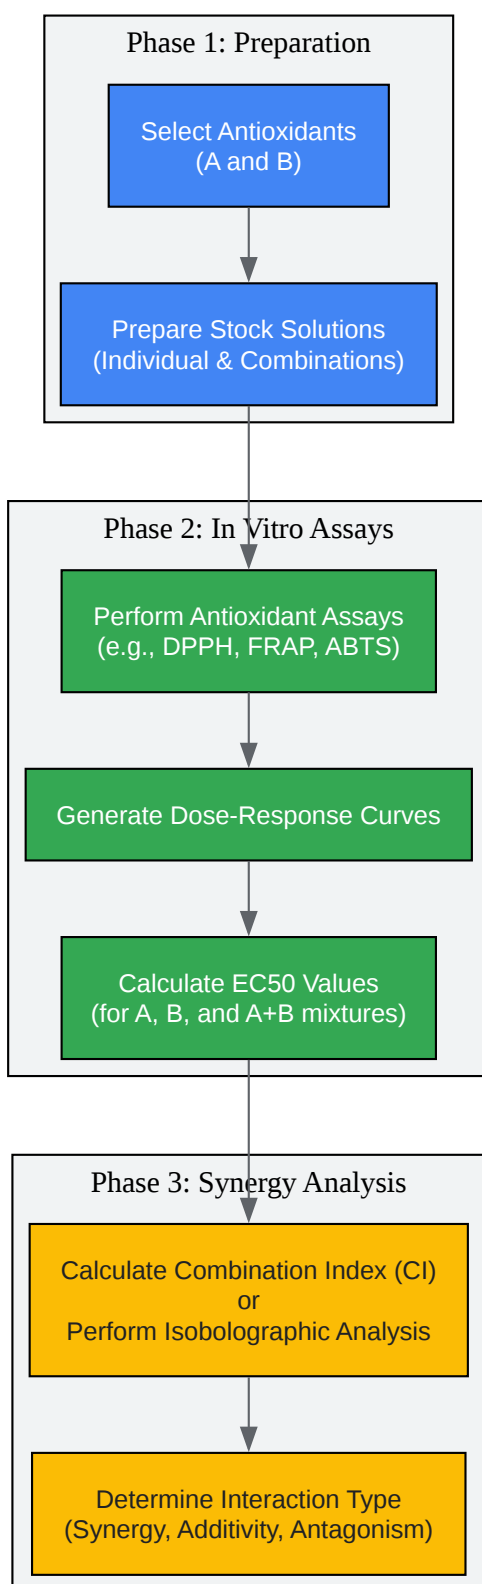 Phase 1: Preparation
Select Antioxidants
(A and B)
Prepare Stock Solutions
(Individual & Combinations)
Phase 2: In Vitro Assays
Perform Antioxidant Assays
(e.g., DPPH, FRAP, ABTS)
Generate Dose-Response Curves
Calculate EC50 Values
(for A, B, and A+B mixtures)
Phase 3: Synergy Analysis
Calculate Combination Index (CI)
or
Perform Isobolographic Analysis
Determine Interaction Type
(Synergy, Additivity, Antagonism)